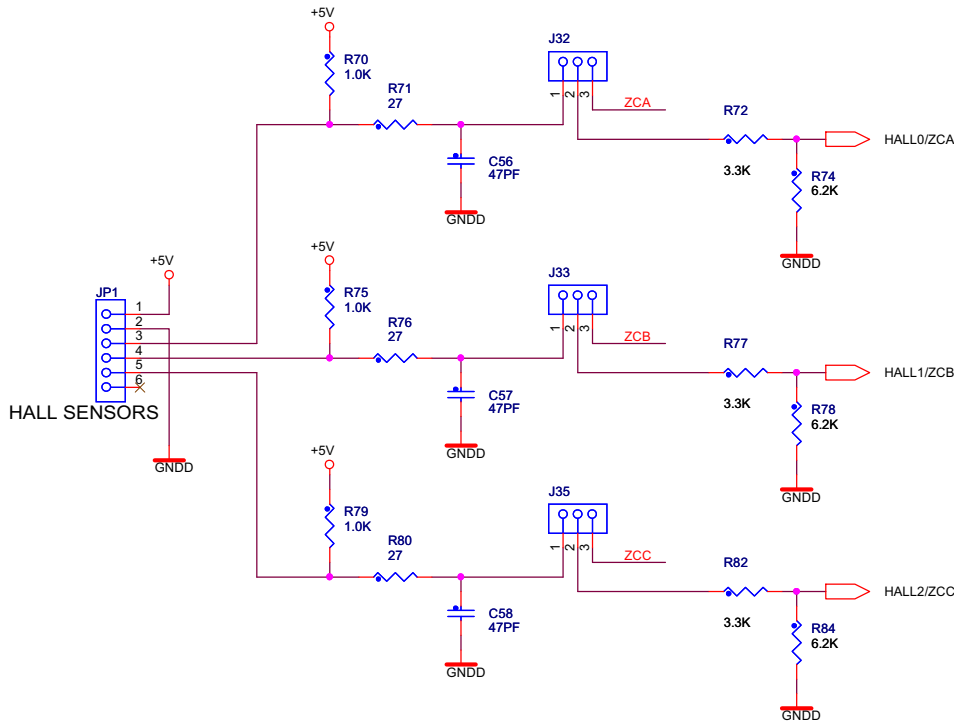 +5V
R70
1.0K
R71
27
C56
47PF
GNDD
J32
1
2
3
ZCA
R72
3.3K
R74
6.2K
GNDD
HALL0/ZCA
+5V
JP1
1
2
3
4
5
6
HALL SENSORS
GNDD
+5V
R75
1.0K
R76
27
C57
47PF
GNDD
J33
1
2
3
ZCB
R77
3.3K
R78
6.2K
GNDD
HALL1/ZCB
+5V
R79
1.0K
R80
27
C58
47PF
GNDD
J35
1
2
3
ZCC
R82
3.3K
R84
6.2K
GNDD
HALL2/ZCC